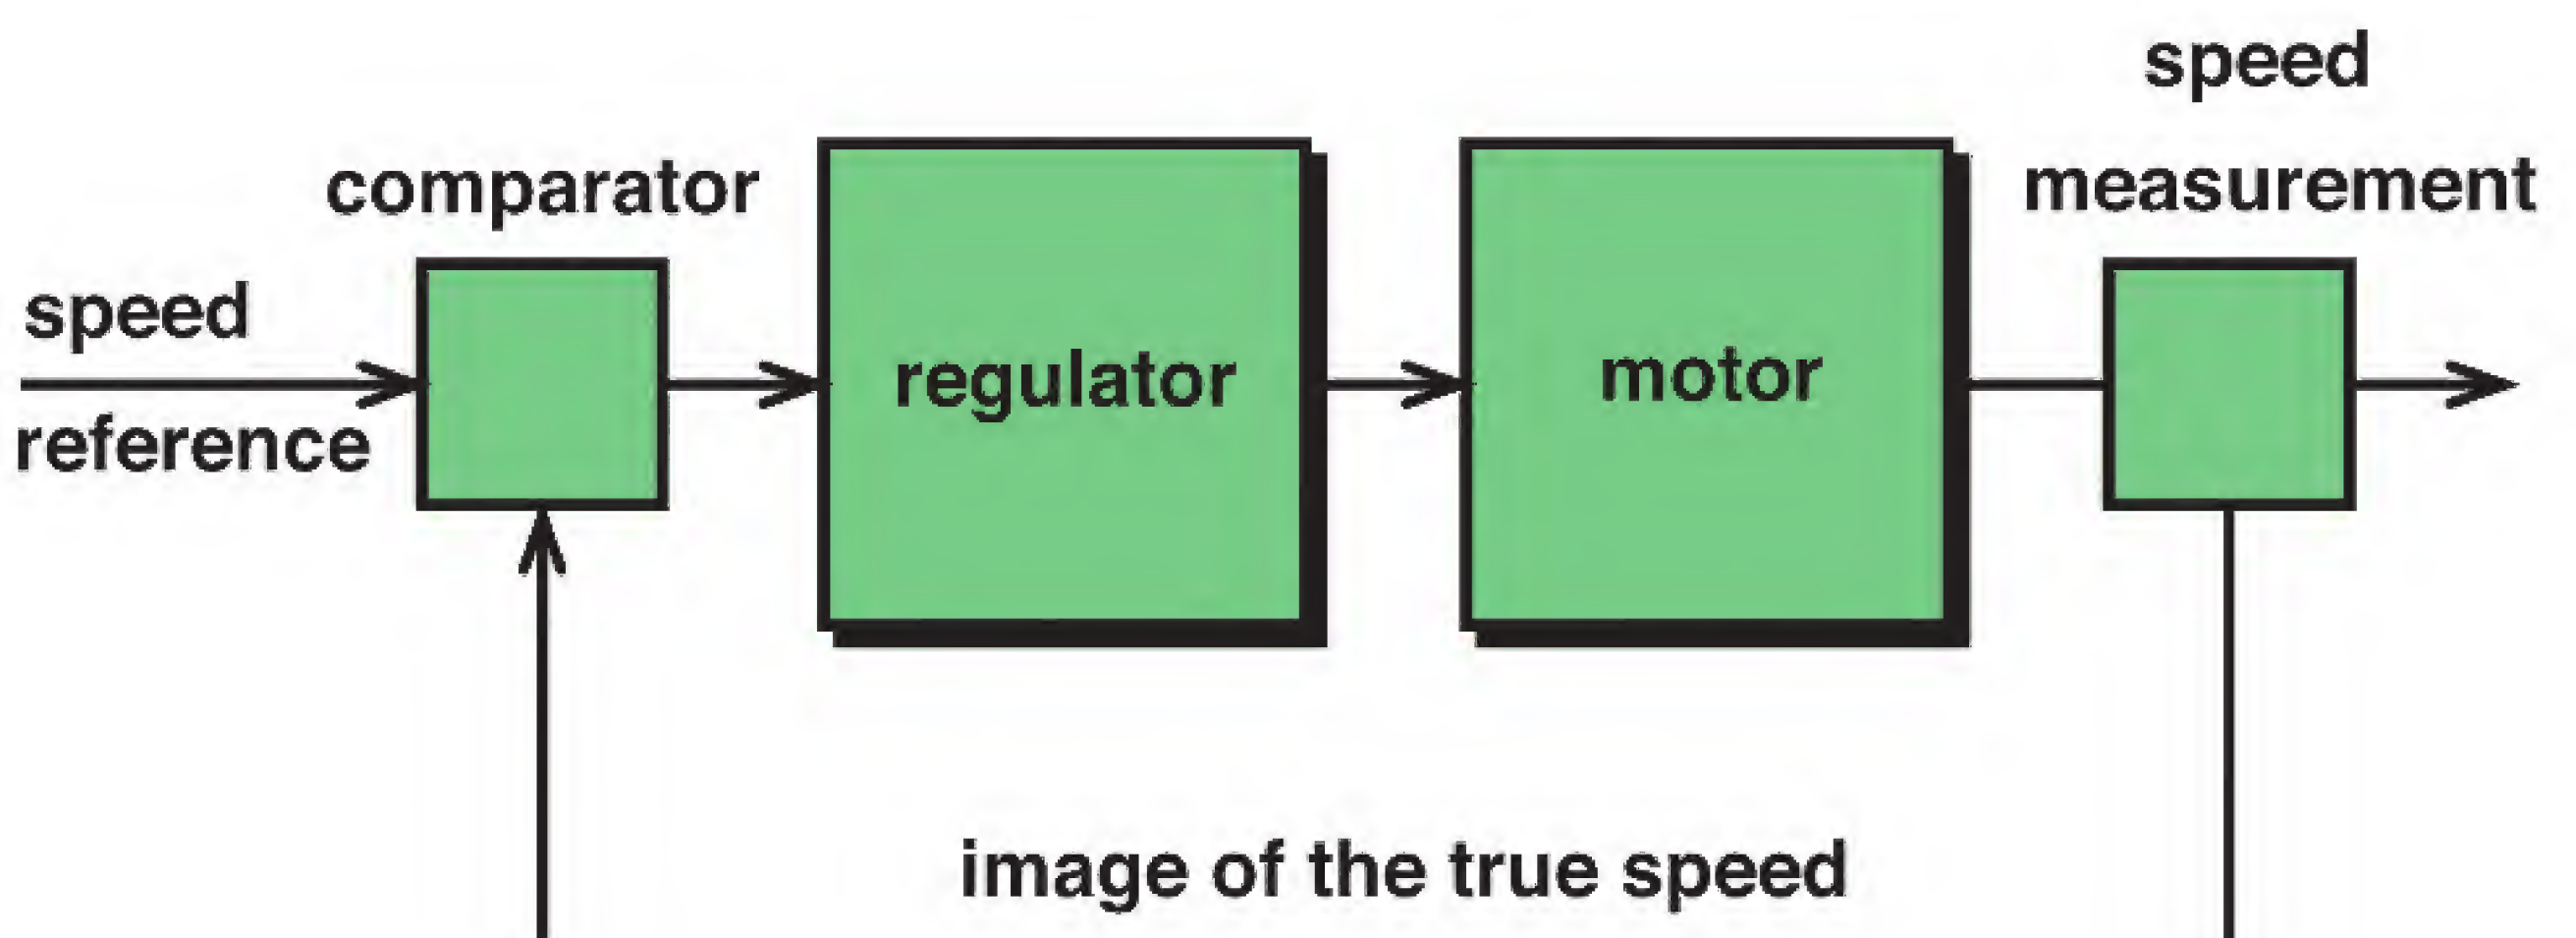 speed
measurement
comparator
speed
reference
regulator
motor
image of the true speed